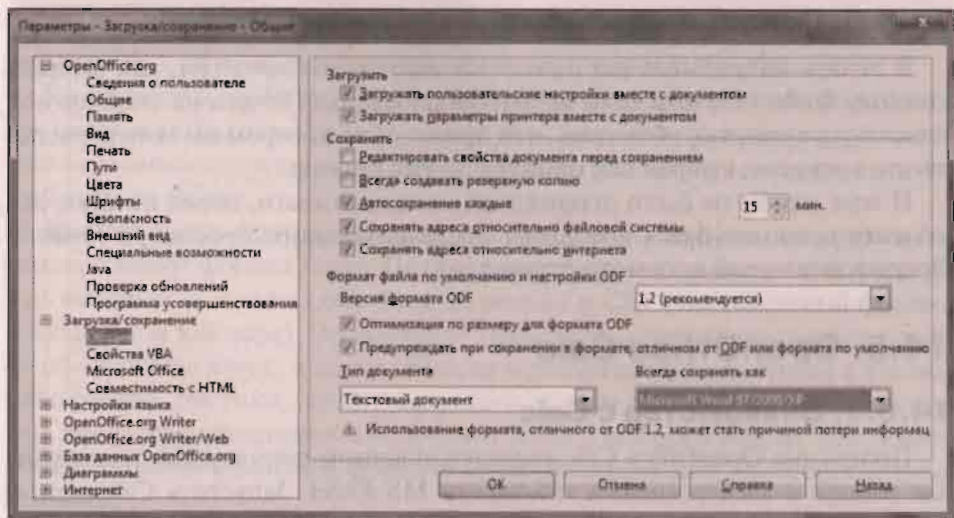 Параметры - Загрузка/сохранение - Общие
OpenOffice.org
Сведения о пользователе
Общие
Память
Вид
Печать
Пути
Цвета
Шрифты
Безопасность
Внешний вид
Специальные возможности
Java
Проверка обновлений
Программа усовершенствования
Загрузка/сохранение
Общие
Свойства VBA
Microsoft Office
Совместимость с HTML
Настройки языка
OpenOffice.org Writer
OpenOffice.org Writer/Web
База данных OpenOffice.org
Диаграммы
Интернет
Загрузить
Загружать пользовательские настройки вместе с документом
Загружать параметры принтера вместе с документом
Сохранить
Редактировать свойства документа перед сохранением
Всегда создавать резервную копию
Автосохранение каждые 15 мин.
Сохранять адреса относительно файловой системы
Сохранять адреса относительно интернета
Формат файла по умолчанию и настройки ODF
Версия формата ODF 1.2 (рекомендуется)
Оптимизация по размеру для формата ODF
Предупреждать при сохранении в формате, отличном от ODF или формата по умолчанию
Тип документа Всегда сохранять как
Текстовый документ Microsoft Word 97/2000/XP
Использование формата, отличного от ODF 1.2, может стать причиной потери информац
OK Отмена Справка Назад